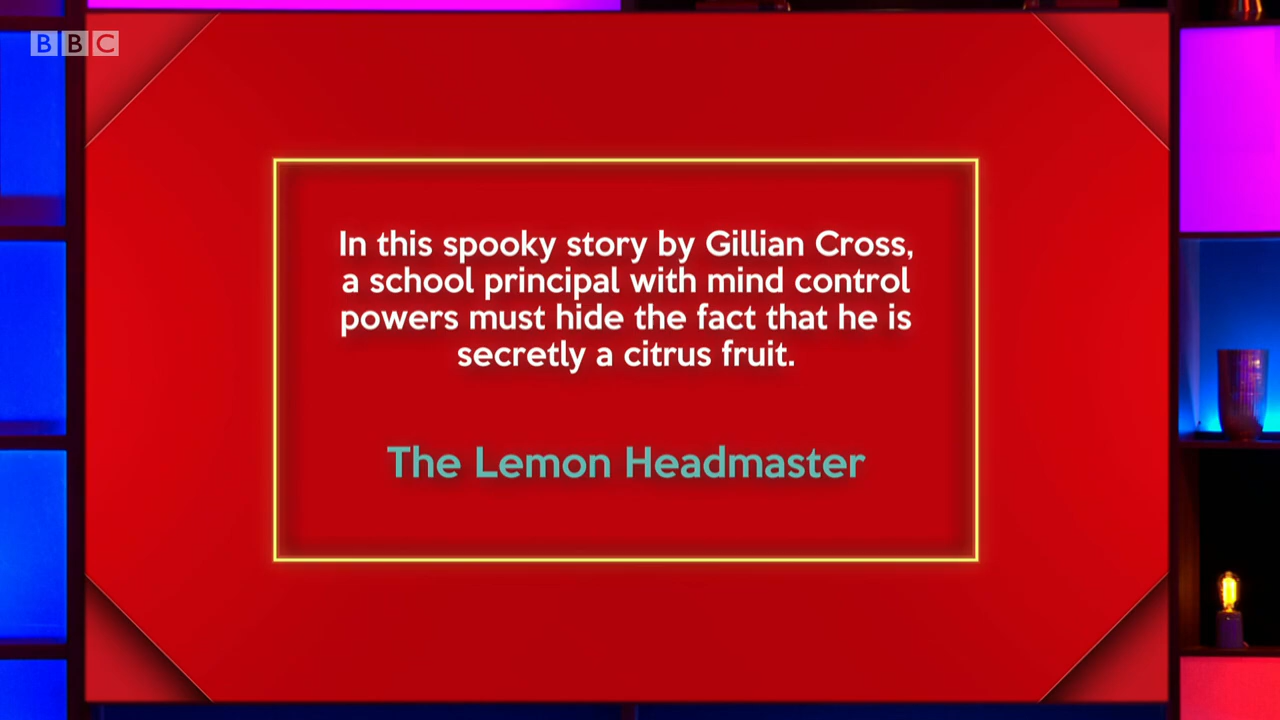 BBC
In this spooky story by Gillian Cross,
a school principal with mind control
powers must hide the fact that he is
secretly a citrus fruit.
The Lemon Headmaster